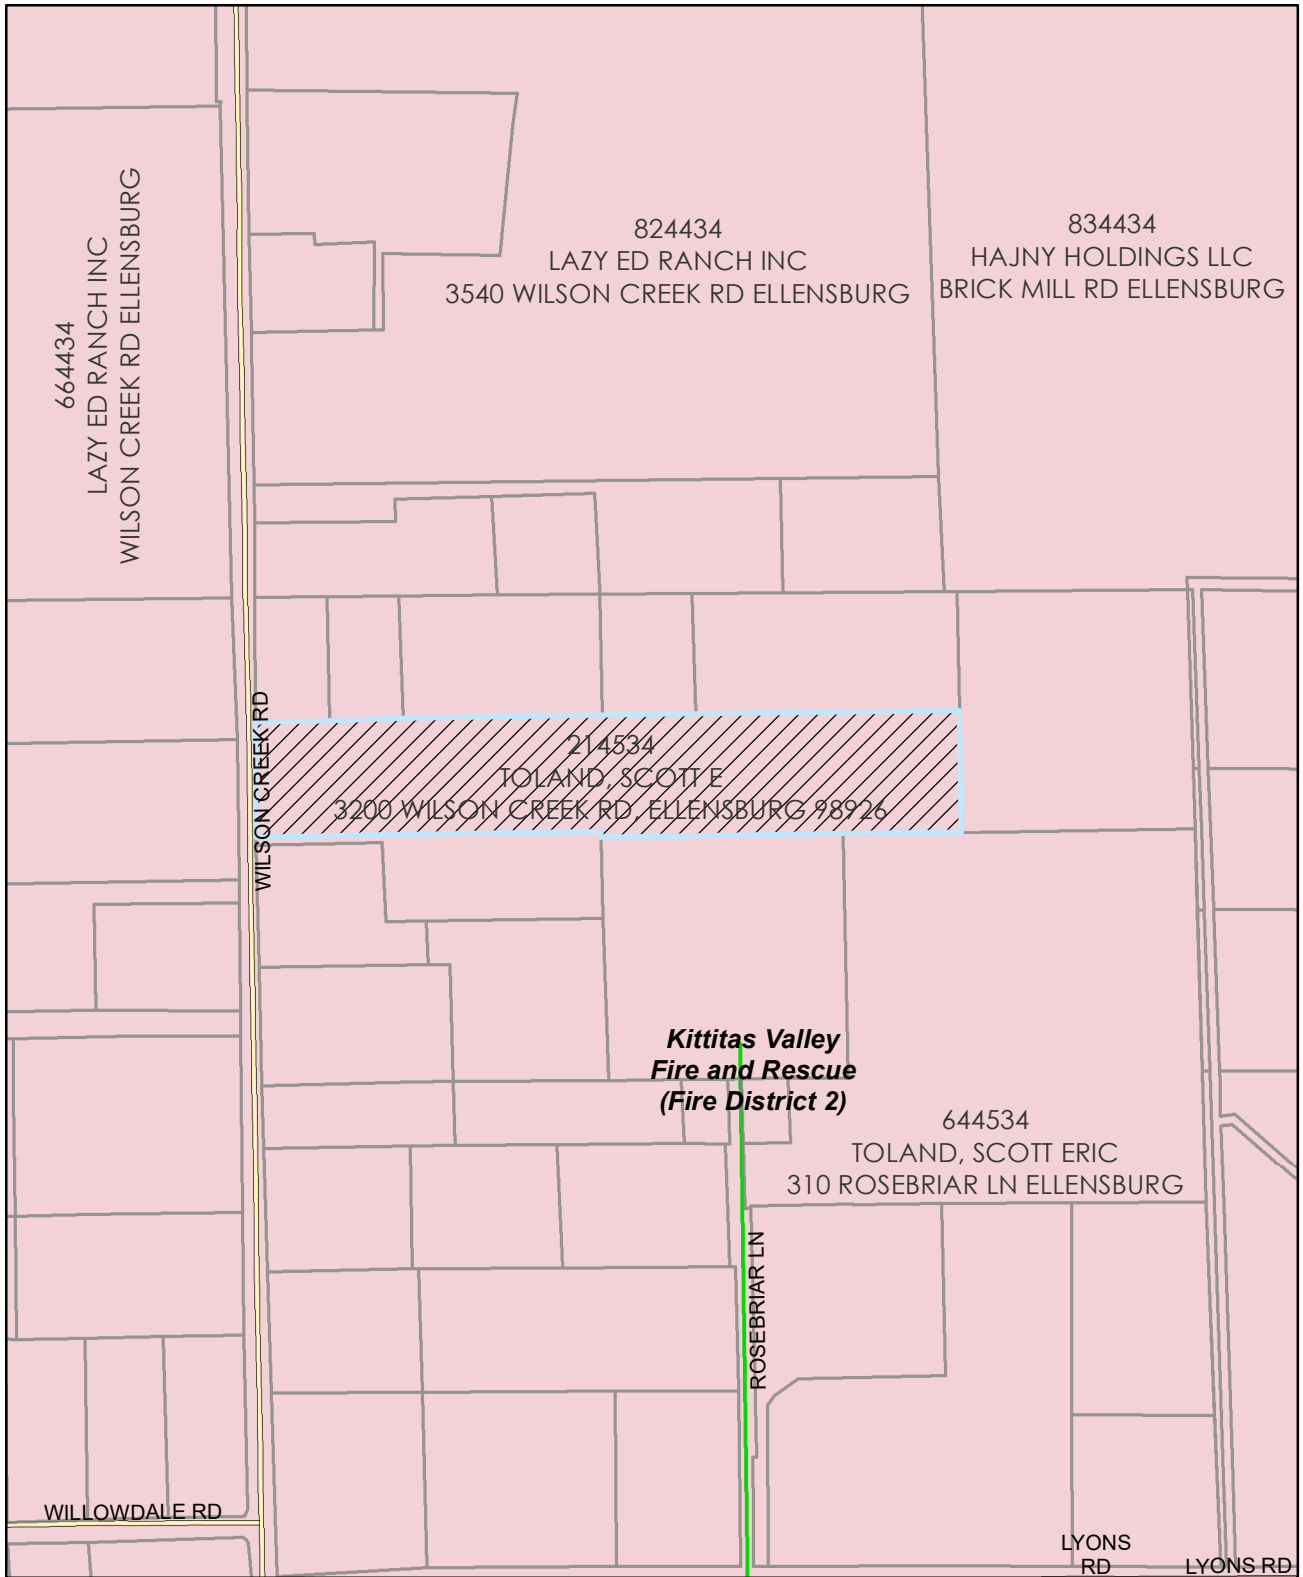 824434
LAZY ED RANCH INC
3540 WILSON CREEK RD ELLENSBURG
834434
HAJNY HOLDINGS LLC
BRICK MILL RD ELLENSBURG
664434
LAZY ED RANCH INC
WILSON CREEK RD ELLENSBURG
WILSON CREEK RD
214534
TOLAND, SCOTT E
3200 WILSON CREEK RD, ELLENSBURG 98926
Kittitas Valley
Fire and Rescue
(Fire District 2)
644534
TOLAND, SCOTT ERIC
310 ROSEBRIAR LN ELLENSBURG
ROSEBRIAR LN
WILLOWDALE RD
LYONS
RD
LYONS RD